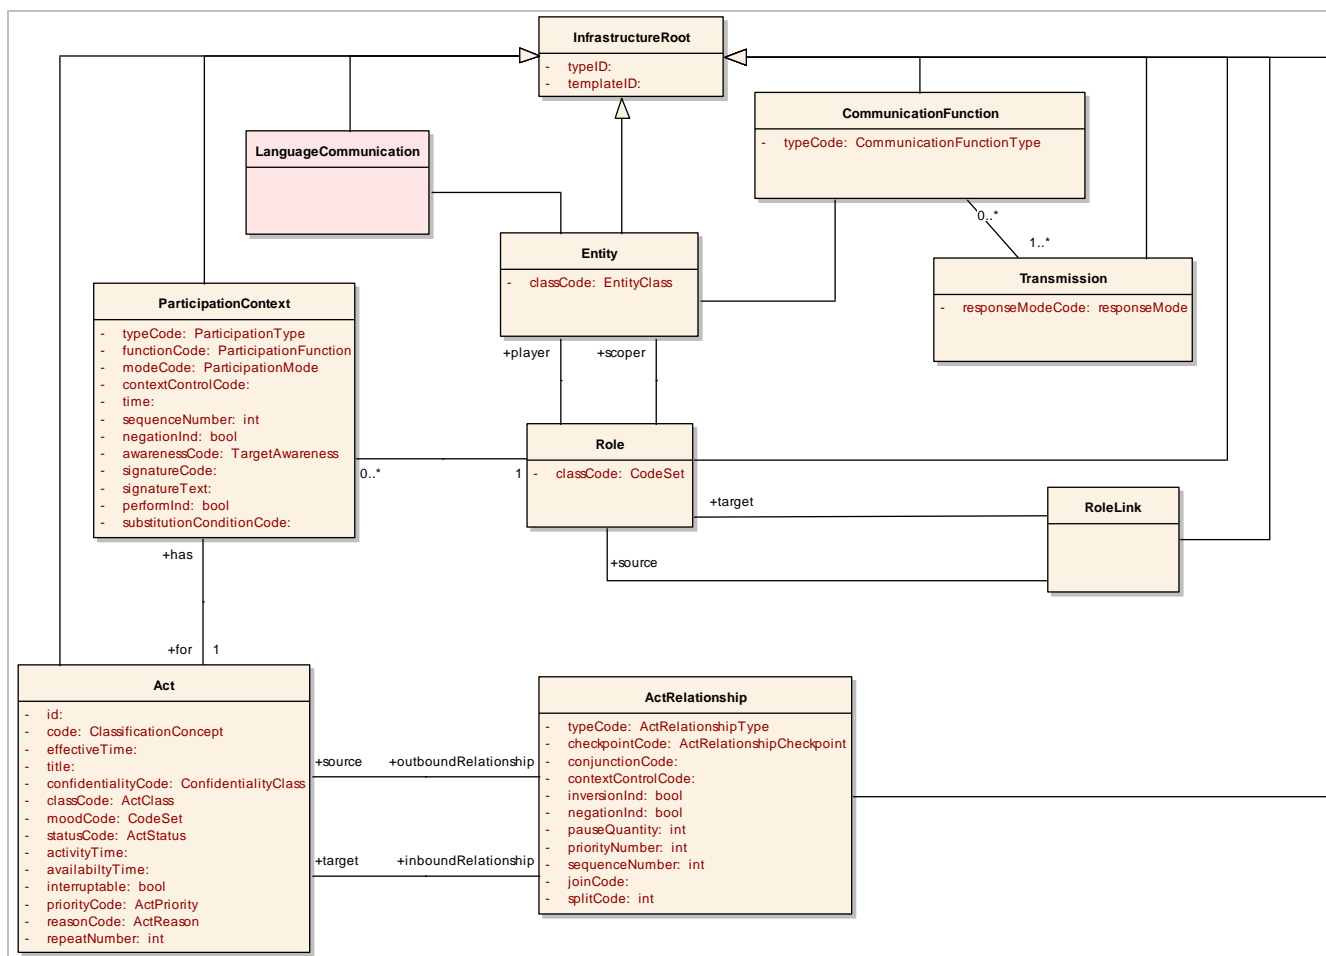 InfrastructureRoot
- typeID:
- templateID:
CommunicationFunction
- typeCode: CommunicationFunctionType
LanguageCommunication
0..*
1..*
Entity
- classCode: EntityClass
Transmission
- responseModeCode: responseMode
ParticipationContext
- typeCode: ParticipationType
- functionCode: ParticipationFunction
- modeCode: ParticipationMode
- contextControlCode:
- time:
- sequenceNumber: int
- negationInd: bool
- awarenessCode: TargetAwareness
- signatureCode:
- signatureText:
- performInd: bool
- substitutionConditionCode:
+player
+scoper
Role
- classCode: CodeSet
0..*
1
+target
+source
RoleLink
+has
+for
1
Act
- id:
- code: ClassificationConcept
- effectiveTime:
- title:
- confidentialityCode: ConfidentialityClass
- classCode: ActClass
- moodCode: CodeSet
- statusCode: ActStatus
- activityTime:
- availabiltyTime:
- interruptable: bool
- priorityCode: ActPriority
- reasonCode: ActReason
- repeatNumber: int
+source
+outboundRelationship
+target
+inboundRelationship
ActRelationship
- typeCode: ActRelationshipType
- checkpointCode: ActRelationshipCheckpoint
- conjunctionCode:
- contextControlCode:
- inversionInd: bool
- negationInd: bool
- pauseQuantity: int
- priorityNumber: int
- sequenceNumber: int
- joinCode:
- splitCode: int